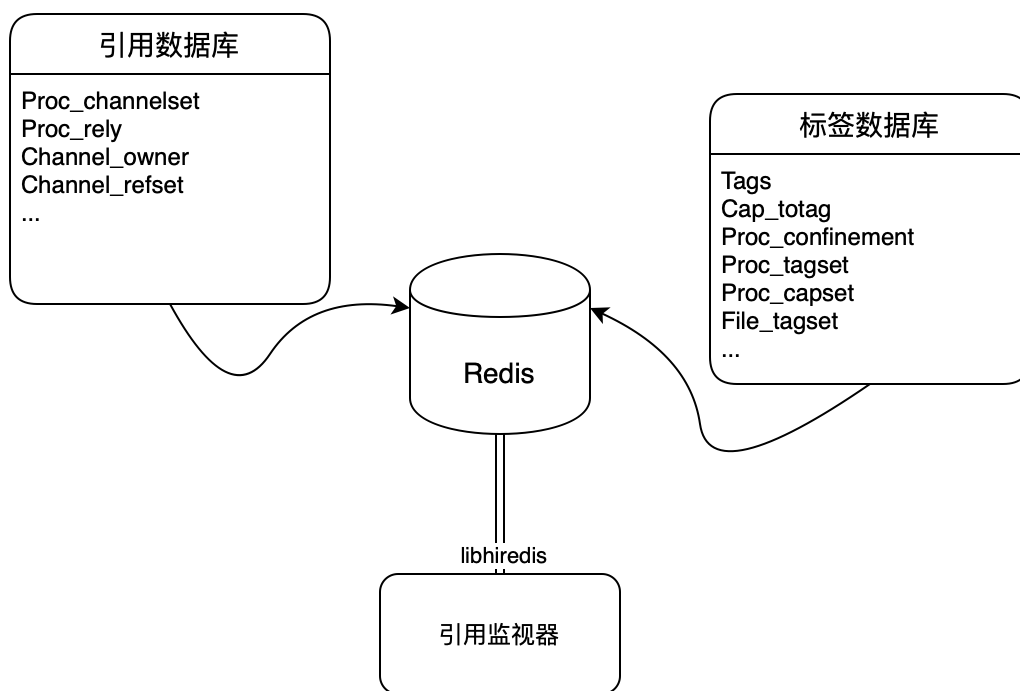 引用数据库
Proc_channelset
Proc_rely
Channel_owner
Channel_refset
...
标签数据库
Tags
Cap_totag
Proc_confinement
Proc_tagset
Proc_capset
File_tagset
...
Redis
libhiredis
引用监视器